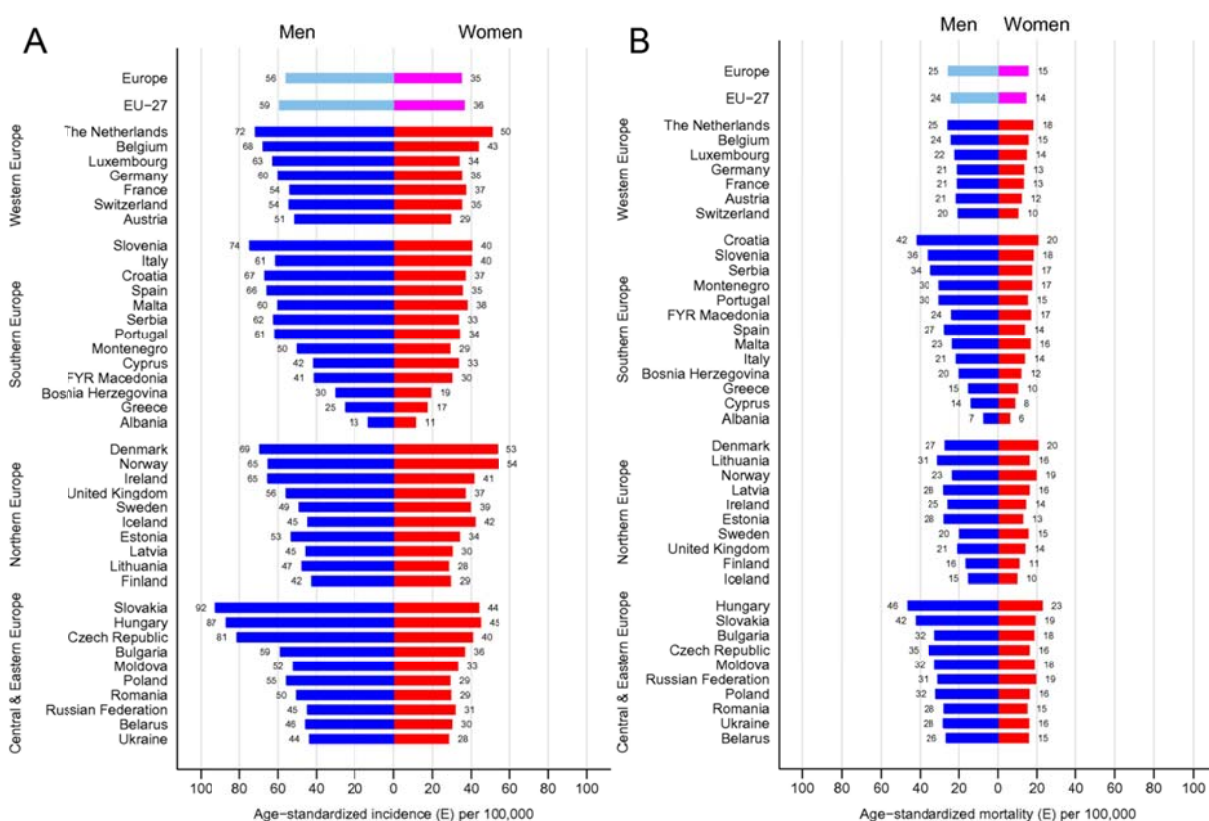 A
Men
Women
Europe
56
35
EU-27
59
36
Western Europe
The Netherlands
72
50
Belgium
68
43
Luxembourg
63
34
Germany
60
35
France
54
37
Switzerland
54
35
Austria
51
29
Southern Europe
Slovenia
74
40
Italy
61
40
Croatia
67
37
Spain
66
35
Malta
60
38
Serbia
62
33
Portugal
61
34
Montenegro
50
29
Cyprus
42
33
FYR Macedonia
41
30
Bosnia Herzegovina
30
19
Greece
25
17
Albania
13
11
Northern Europe
Denmark
69
53
Norway
65
54
Ireland
65
41
United Kingdom
56
37
Sweden
49
39
Iceland
45
42
Estonia
53
34
Latvia
45
30
Lithuania
47
28
Finland
42
29
Central & Eastern Europe
Slovakia
92
44
Hungary
87
45
Czech Republic
81
40
Bulgaria
59
36
Moldova
52
33
Poland
55
29
Romania
50
29
Russian Federation
45
31
Belarus
46
30
Ukraine
44
28
100 80 60 40 20 0 20 40 60 80 100
Age-standardized incidence (E) per 100,000
B
Men
Women
Europe
25
15
EU-27
24
14
Western Europe
The Netherlands
25
18
Belgium
24
15
Luxembourg
22
14
Germany
21
13
France
21
13
Austria
21
12
Switzerland
20
10
Southern Europe
Croatia
42
20
Slovenia
36
18
Serbia
34
17
Montenegro
30
17
Portugal
30
15
FYR Macedonia
24
17
Spain
27
14
Malta
23
16
Italy
21
14
Bosnia Herzegovina
20
12
Greece
15
10
Cyprus
14
8
Albania
7
6
Northern Europe
Denmark
27
20
Lithuania
31
16
Norway
23
19
Latvia
28
16
Ireland
25
14
Estonia
28
13
Sweden
20
15
United Kingdom
21
14
Finland
16
11
Iceland
15
10
Central & Eastern Europe
Hungary
46
23
Slovakia
42
19
Bulgaria
32
18
Czech Republic
35
16
Moldova
32
18
Russian Federation
31
19
Poland
32
16
Romania
28
15
Ukraine
28
16
Belarus
26
15
100 80 60 40 20 0 20 40 60 80 100
Age-standardized mortality (E) per 100,000